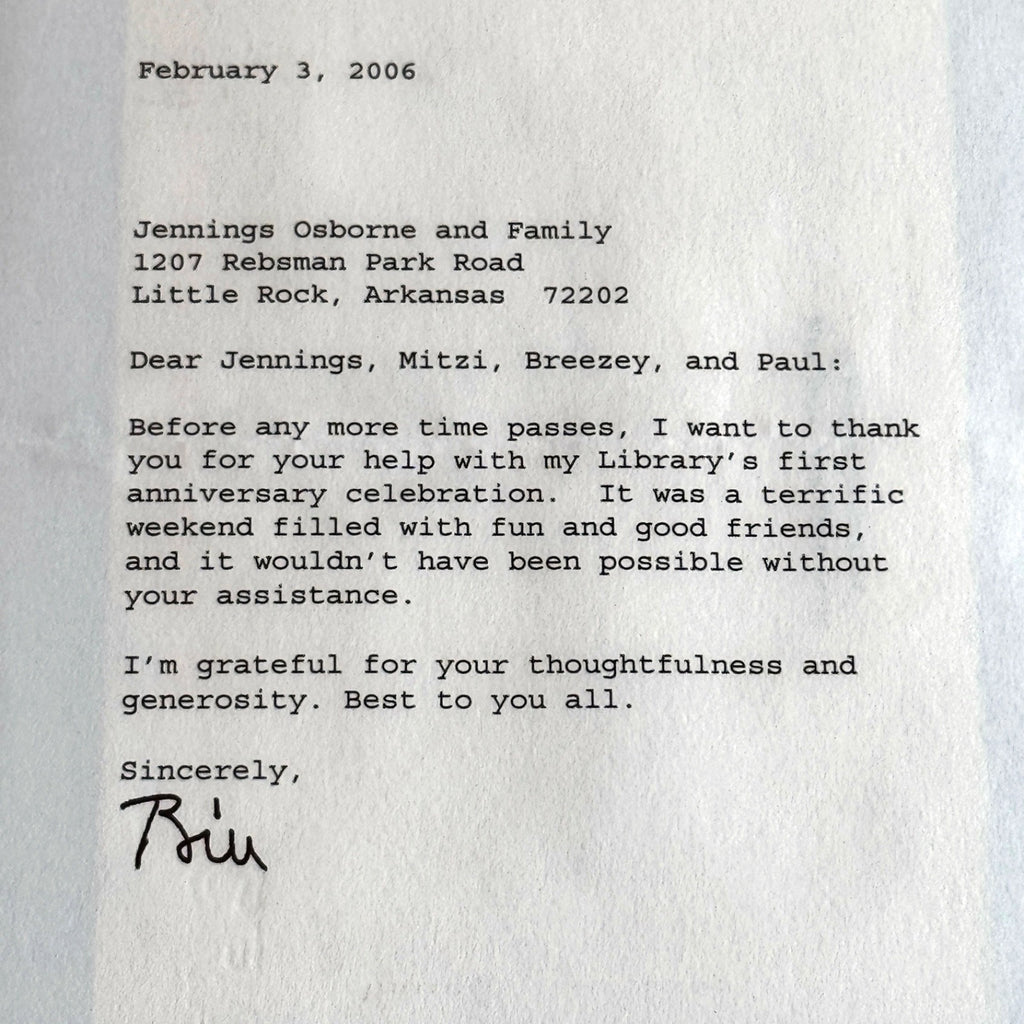 February 3, 2006
Jennings Osborne and Family
1207 Rebsman Park Road
Little Rock, Arkansas  72202
Dear Jennings, Mitzi, Breezey, and Paul:
Before any more time passes, I want to thank
you for your help with my Library's first
anniversary celebration.  It was a terrific
weekend filled with fun and good friends,
and it wouldn't have been possible without
your assistance.
I'm grateful for your thoughtfulness and
generosity. Best to you all.
Sincerely,
Bill